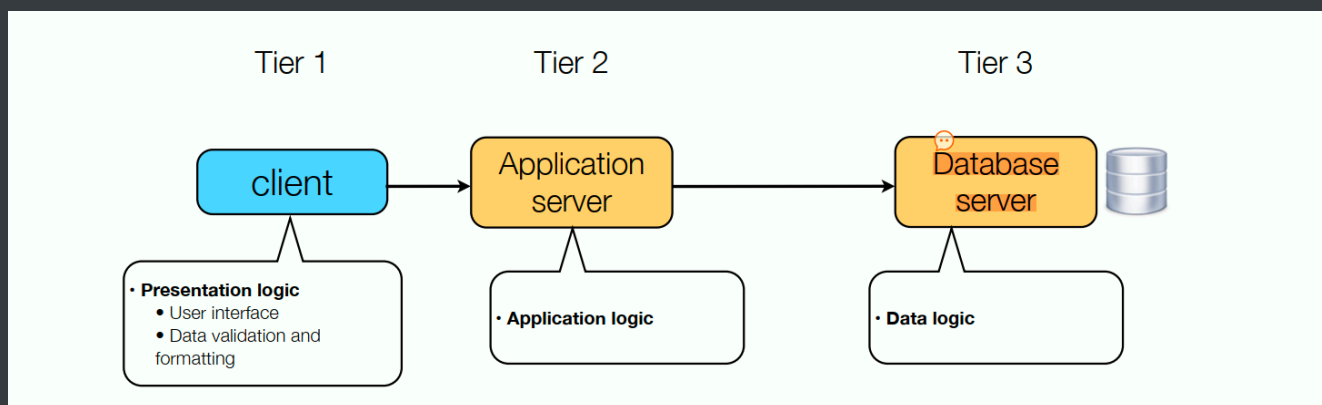 Tier 1
Tier 2
Tier 3
client
Application
server
Database
server
· Presentation logic
• User interface
• Data validation and
formatting
· Application logic
· Data logic